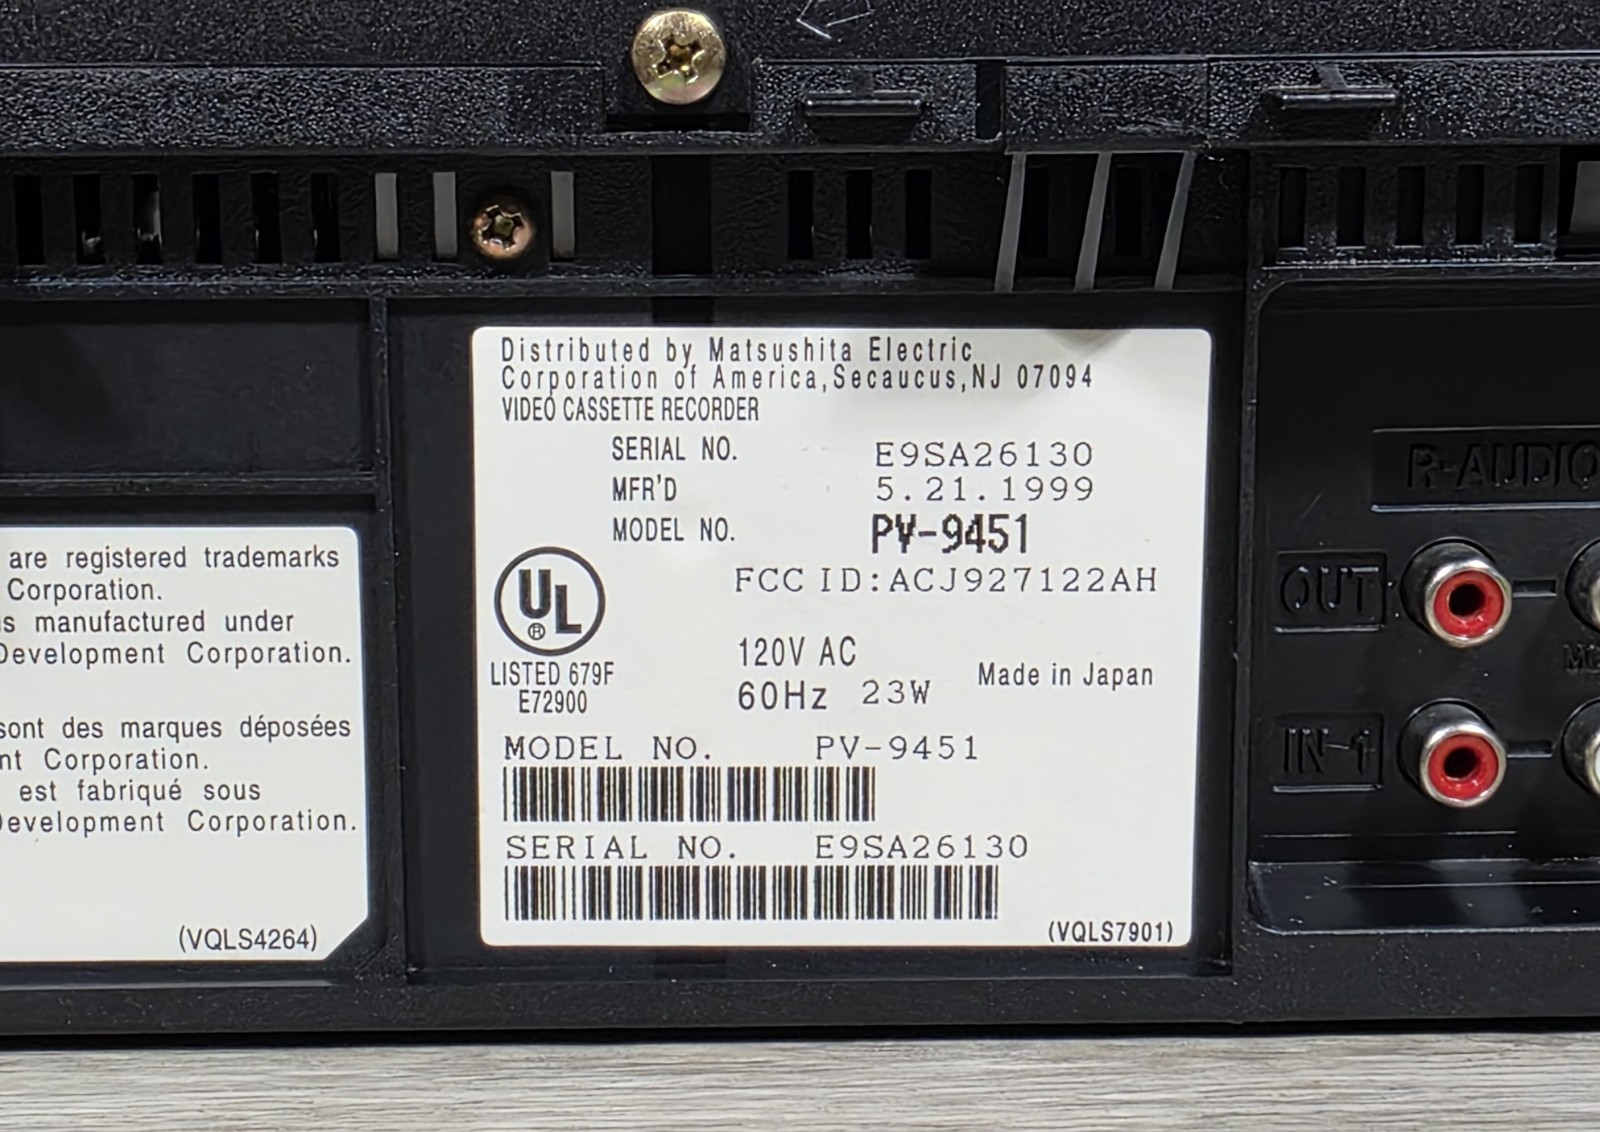 Distributed by Matsushita Electric
Corporation of America,Secaucus,NJ 07094
VIDEO CASSETTE RECORDER
SERIAL NO. E9SA26130
MFR'D 5.21.1999
MODEL NO. PV-9451
FCC ID:ACJ927122AH
UL
®
LISTED 679F
E72900
120V AC
60Hz 23W
Made in Japan
MODEL NO. PV-9451
SERIAL NO. E9SA26130
(VQLS7901)
are registered trademarks
Corporation.
manufactured under
Development Corporation.
sont des marques déposées
Corporation.
est fabriqué sous
Development Corporation.
(VQLS4264)
R-AUDIO
OUT
IN-1